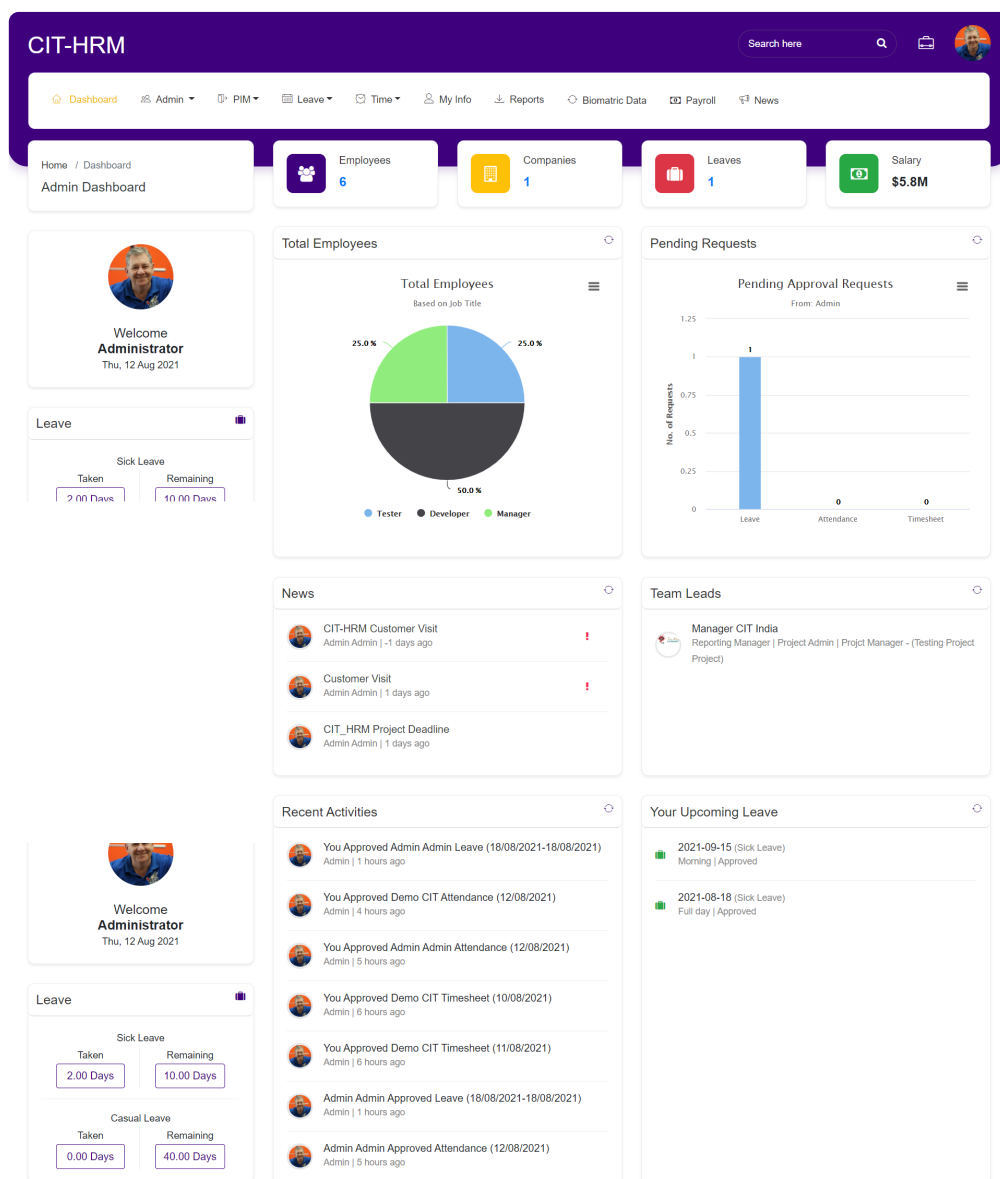 CIT-HRM
Search here
Dashboard Admin PIM Leave Time My Info Reports Biomatric Data Payroll News
Home / Dashboard
Admin Dashboard
Employees
6
Companies
1
Leaves
1
Salary
$5.8M
Welcome
Administrator
Thu, 12 Aug 2021
Leave
Sick Leave
Taken Remaining
2.00 Days 10.00 Days
Total Employees
Total Employees
Based on Job Title
25.0 % 25.0 %
50.0 %
Tester Developer Manager
Pending Requests
Pending Approval Requests
From: Admin
No. of Requests
1.25
1
0.75
0.5
0.25
0
1 0 0
Leave Attendance Timesheet
News
CIT-HRM Customer Visit
Admin Admin | -1 days ago
Customer Visit
Admin Admin | 1 days ago
CIT_HRM Project Deadline
Admin Admin | 1 days ago
Team Leads
Manager CIT India
Reporting Manager | Project Admin | Projct Manager - (Testing Project
Project)
Welcome
Administrator
Thu, 12 Aug 2021
Leave
Sick Leave
Taken Remaining
2.00 Days 10.00 Days
Casual Leave
Taken Remaining
0.00 Days 40.00 Days
Recent Activities
You Approved Admin Admin Leave (18/08/2021-18/08/2021)
Admin | 1 hours ago
You Approved Demo CIT Attendance (12/08/2021)
Admin | 4 hours ago
You Approved Admin Admin Attendance (12/08/2021)
Admin | 5 hours ago
You Approved Demo CIT Timesheet (10/08/2021)
Admin | 6 hours ago
You Approved Demo CIT Timesheet (11/08/2021)
Admin | 6 hours ago
Admin Admin Approved Leave (18/08/2021-18/08/2021)
Admin | 1 hours ago
Admin Admin Approved Attendance (12/08/2021)
Admin | 5 hours ago
Your Upcoming Leave
2021-09-15 (Sick Leave)
Morning | Approved
2021-08-18 (Sick Leave)
Full day | Approved